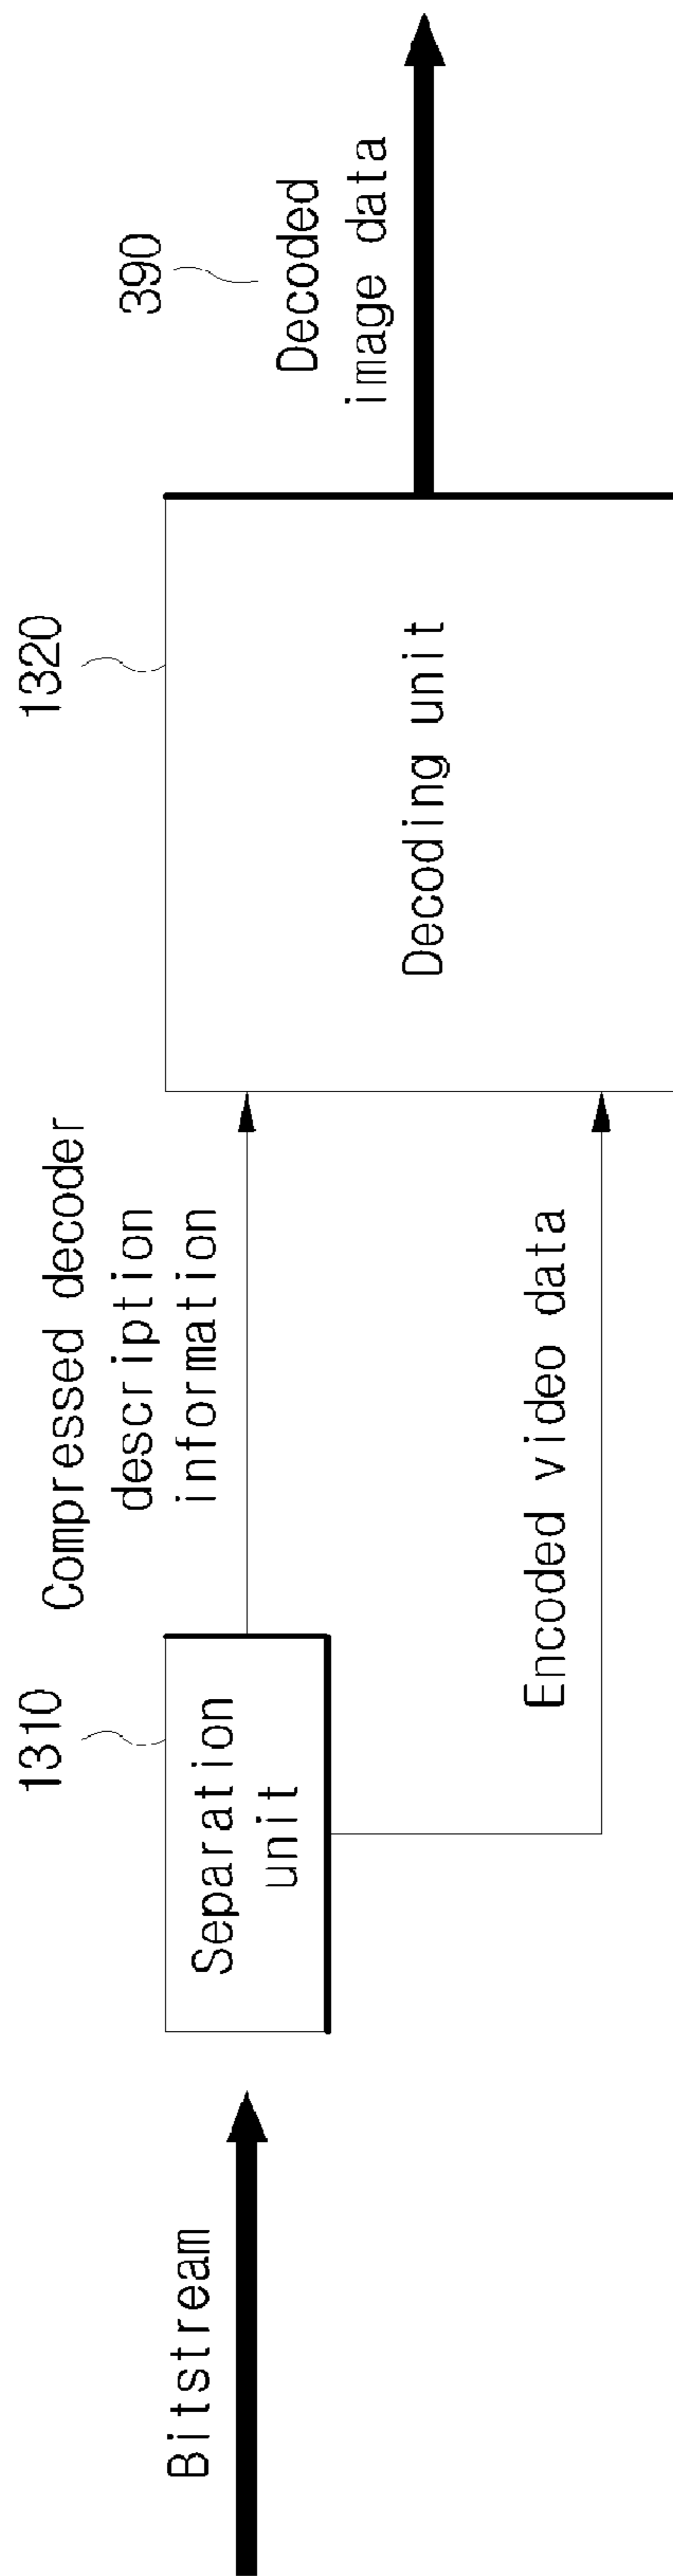 Bitstream
1310
Separation
unit
Compressed decoder
description
information
Encoded video data
1320
Decoding unit
390
Decoded
image data